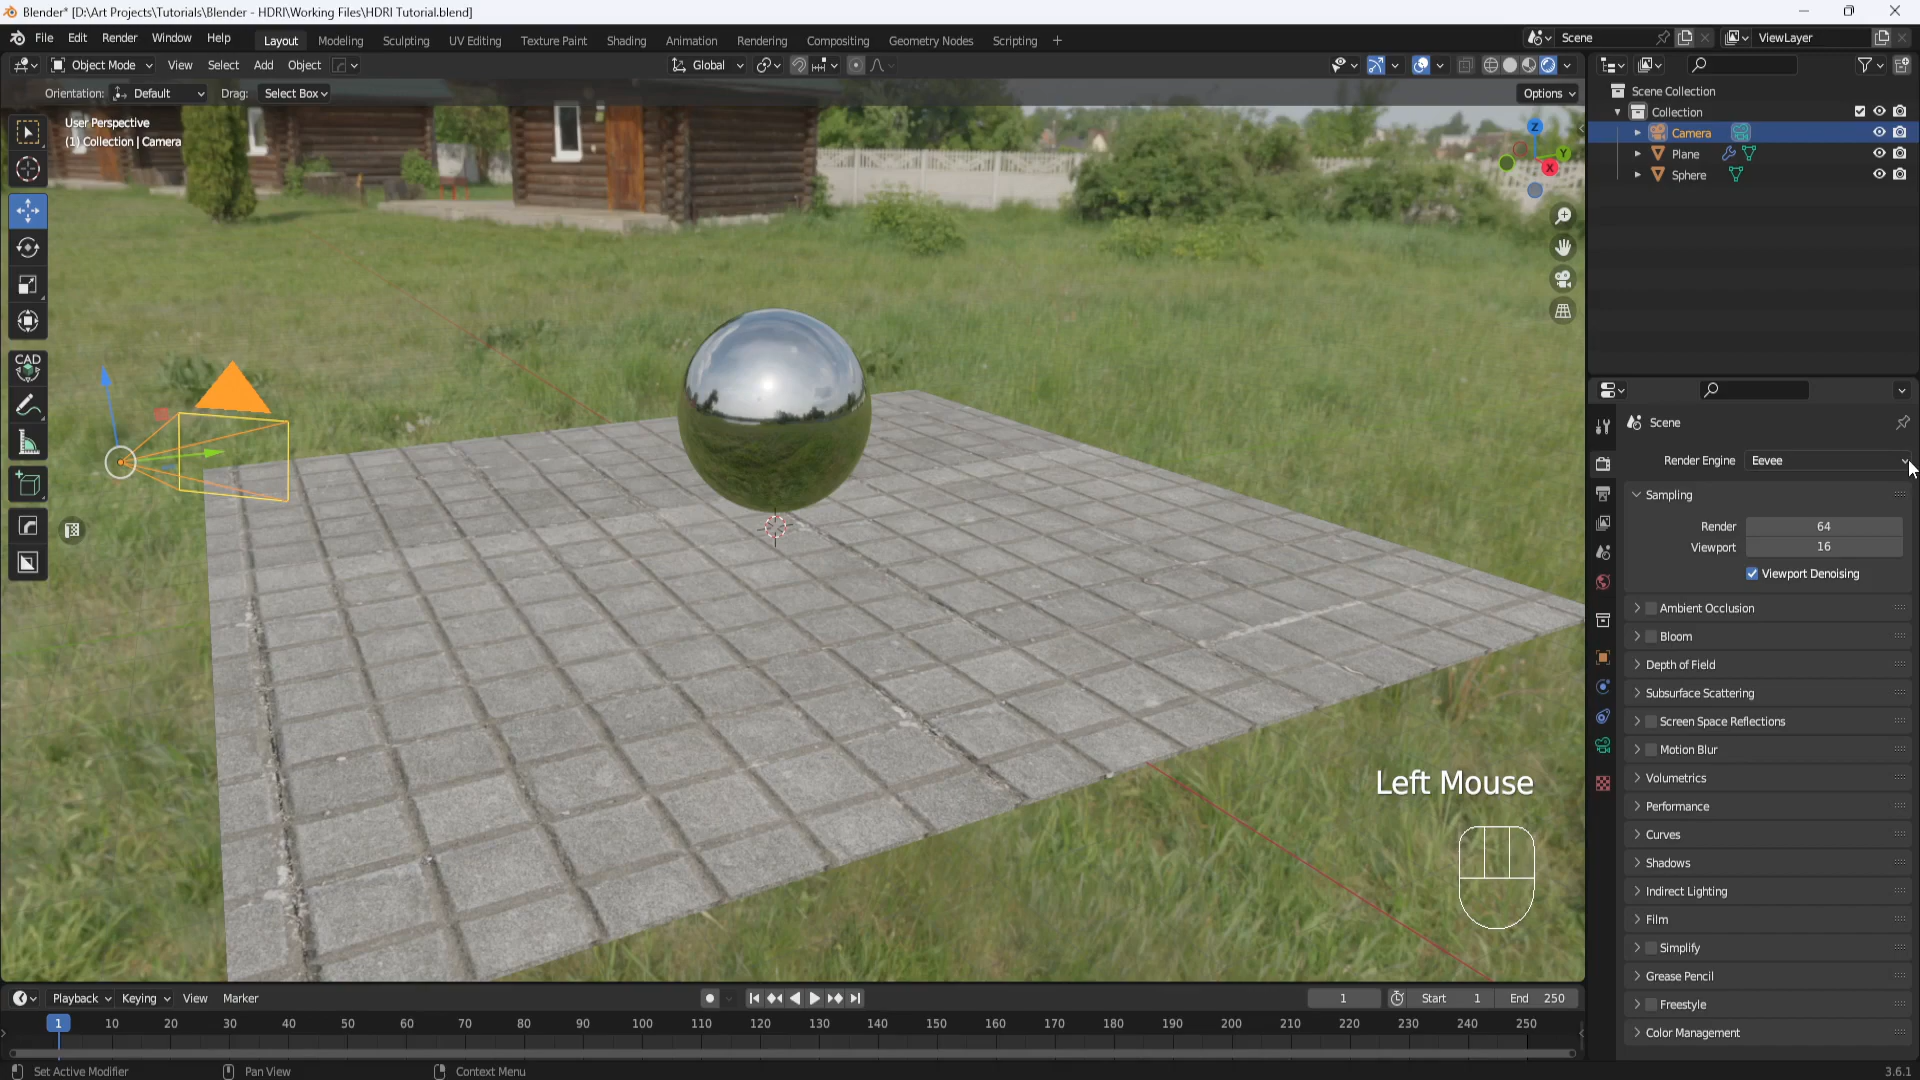 Blender* [D:\Art Projects\Tutorials\Blender - HDRI\Working Files\HDRI Tutorial.blend]
File Edit Render Window Help Layout Modeling Sculpting UV Editing Texture Paint Shading Animation Rendering Compositing Geometry Nodes Scripting + Scene ViewLayer
Object Mode View Select Add Object Global
Orientation: Default Drag: Select Box Options
User Perspective
(1) Collection | Camera
Z
Y
X
CAD
Scene Collection
Collection
Camera
Plane
Sphere
Scene
Render Engine Eevee
Sampling
Render 64
Viewport 16
Viewport Denoising
Ambient Occlusion
Bloom
Depth of Field
Subsurface Scattering
Screen Space Reflections
Motion Blur
Volumetrics
Performance
Curves
Shadows
Indirect Lighting
Film
Simplify
Grease Pencil
Freestyle
Color Management
Left Mouse
Playback Keying View Marker 1 Start 1 End 250
1 10 20 30 40 50 60 70 80 90 100 110 120 130 140 150 160 170 180 190 200 210 220 230 240 250
Set Active Modifier Pan View Context Menu 3.6.1